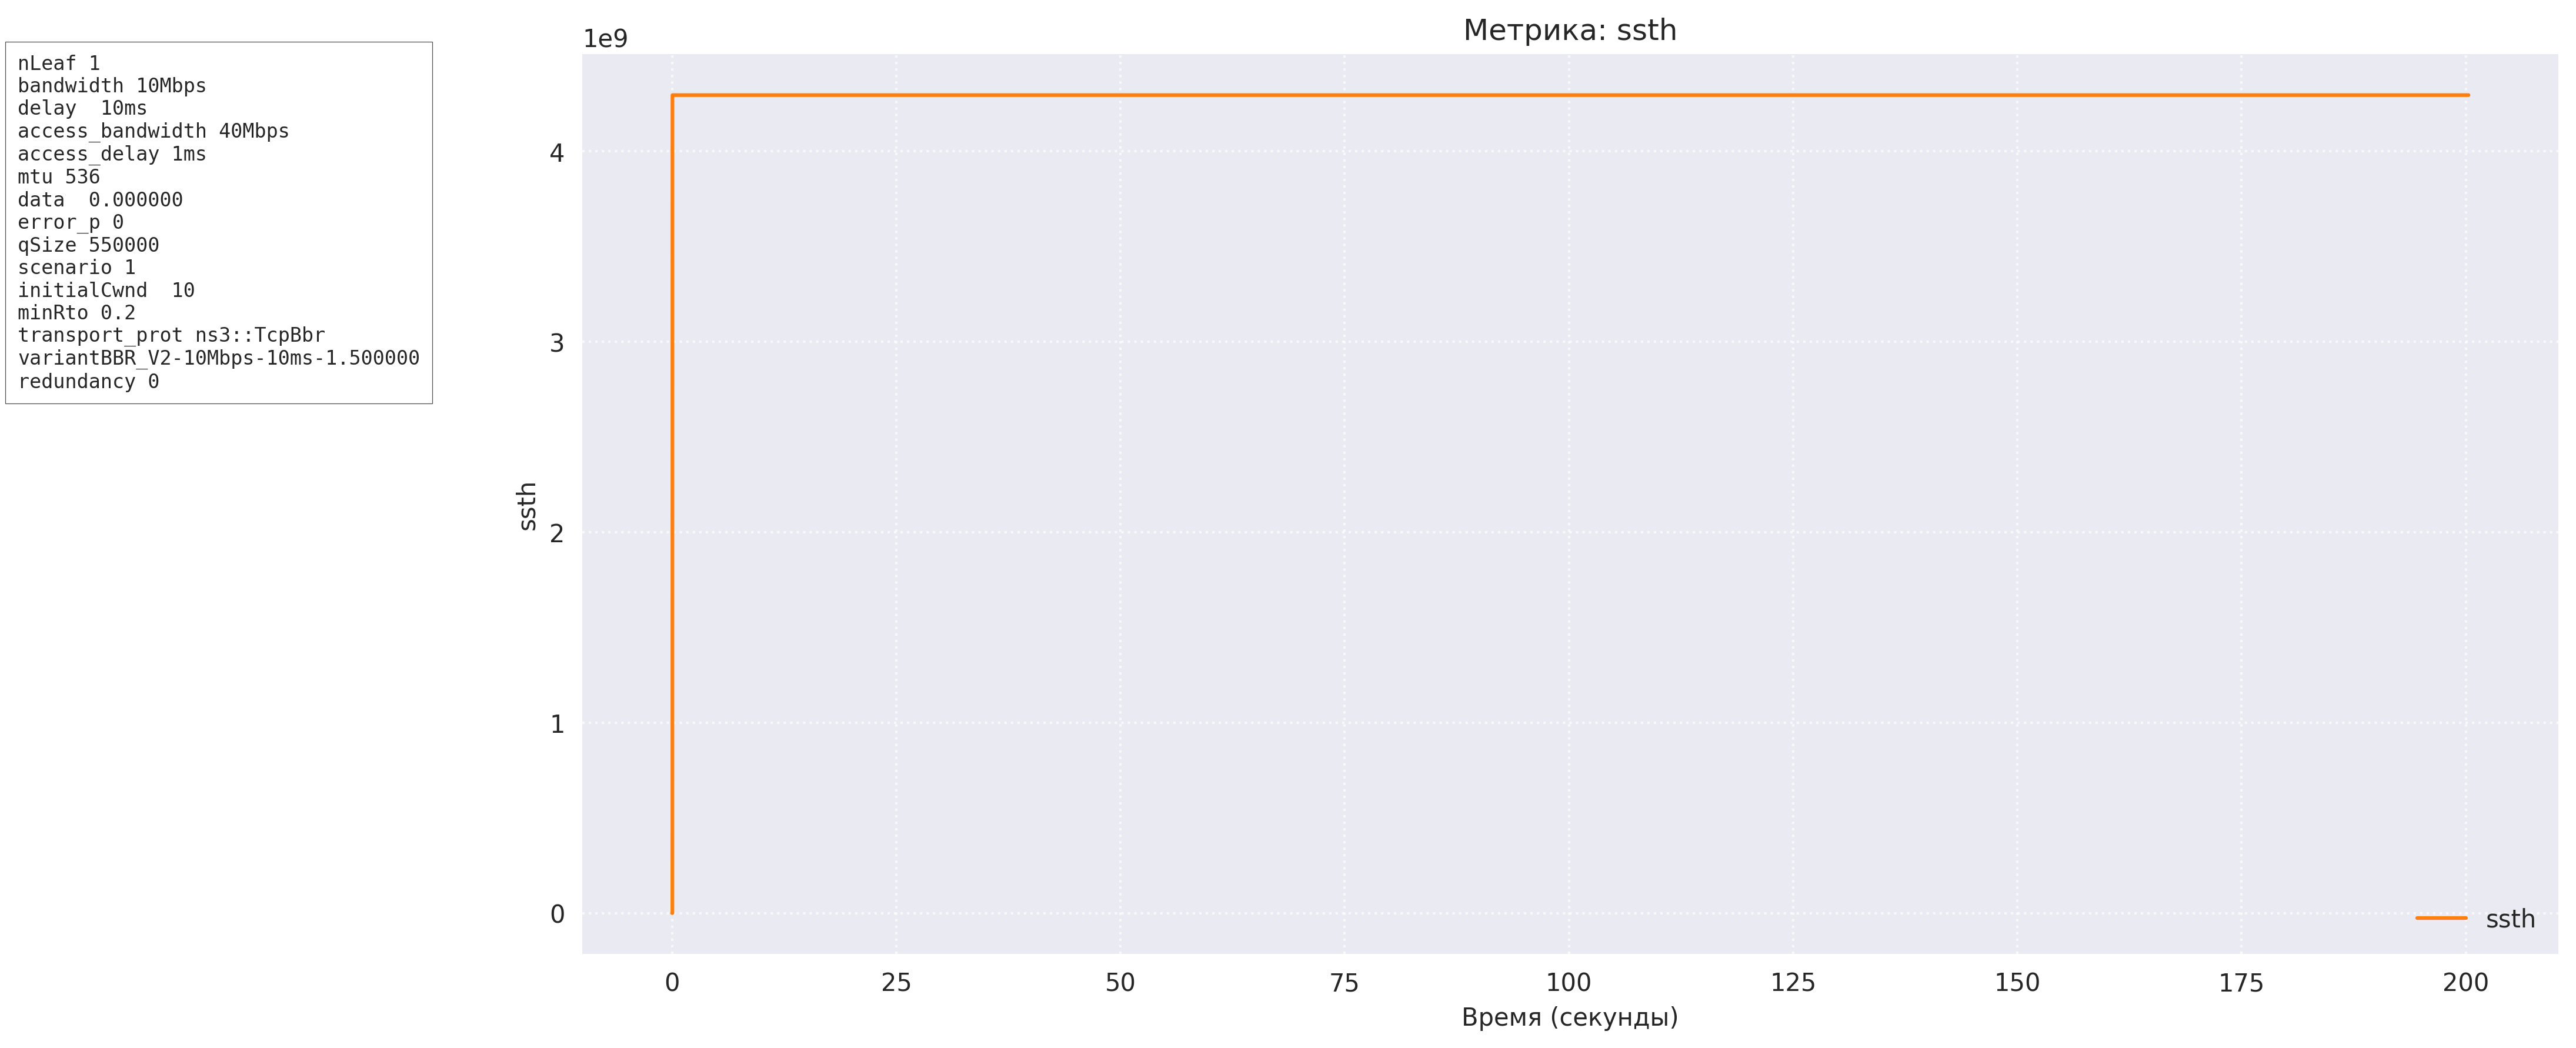 nLeaf 1
bandwidth 10Mbps
delay  10ms
access_bandwidth 40Mbps
access_delay 1ms
mtu 536
data  0.000000
error_p 0
qSize 550000
scenario 1
initialCwnd  10
minRto 0.2
transport_prot ns3::TcpBbr
variantBBR_V2-10Mbps-10ms-1.500000
redundancy 0
Метрика: ssth
1e9
4
3
2
1
0
ssth
ssth
0 25 50 75 100 125 150 175 200
Время (секунды)